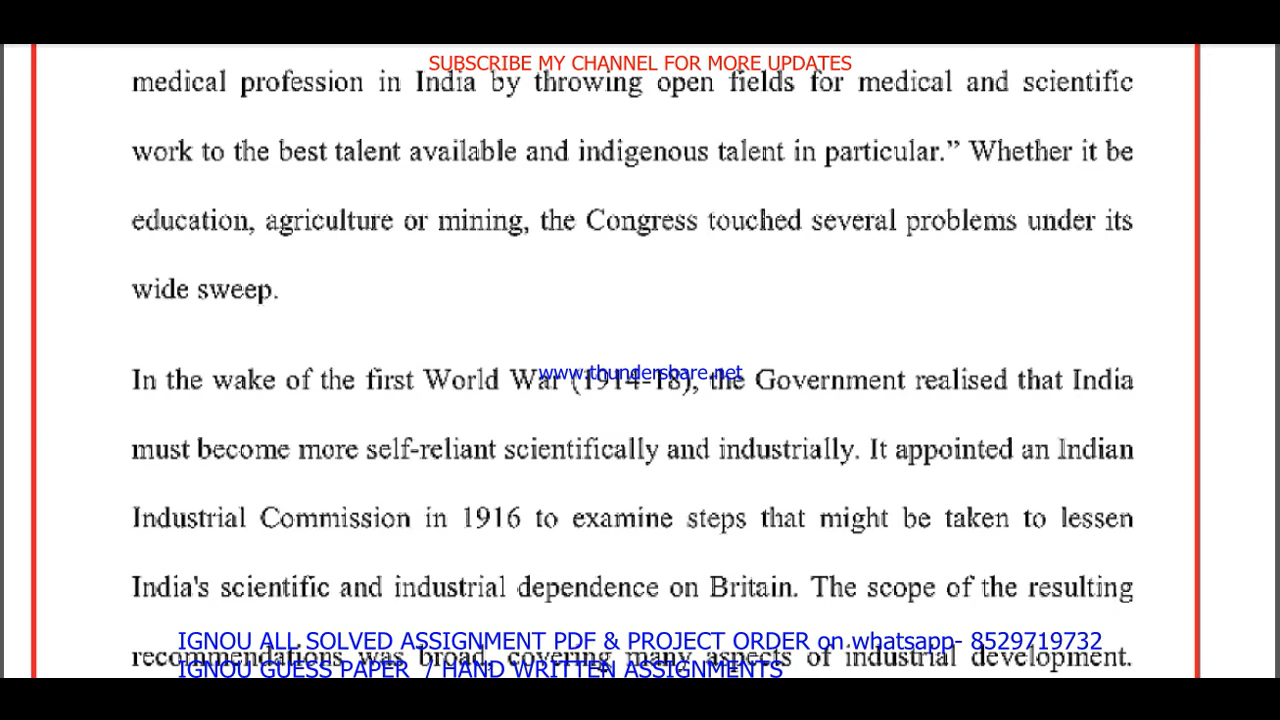 SUBSCRIBE MY CHANNEL FOR MORE UPDATES
medical profession in India by throwing open fields for medical and scientific
work to the best talent available and indigenous talent in particular.” Whether it be
education, agriculture or mining, the Congress touched several problems under its
wide sweep.
In the wake of the first World War (1914-18), the Government realised that India
www.thundershare.net
must become more self-reliant scientifically and industrially. It appointed an Indian
Industrial Commission in 1916 to examine steps that might be taken to lessen
India's scientific and industrial dependence on Britain. The scope of the resulting
IGNOU ALL SOLVED ASSIGNMENT PDF & PROJECT ORDER on whatsapp- 8529719732
recommendations was broad, covering many aspects of industrial development.
IGNOU GUESS PAPER / HAND WRITTEN ASSIGNMENTS